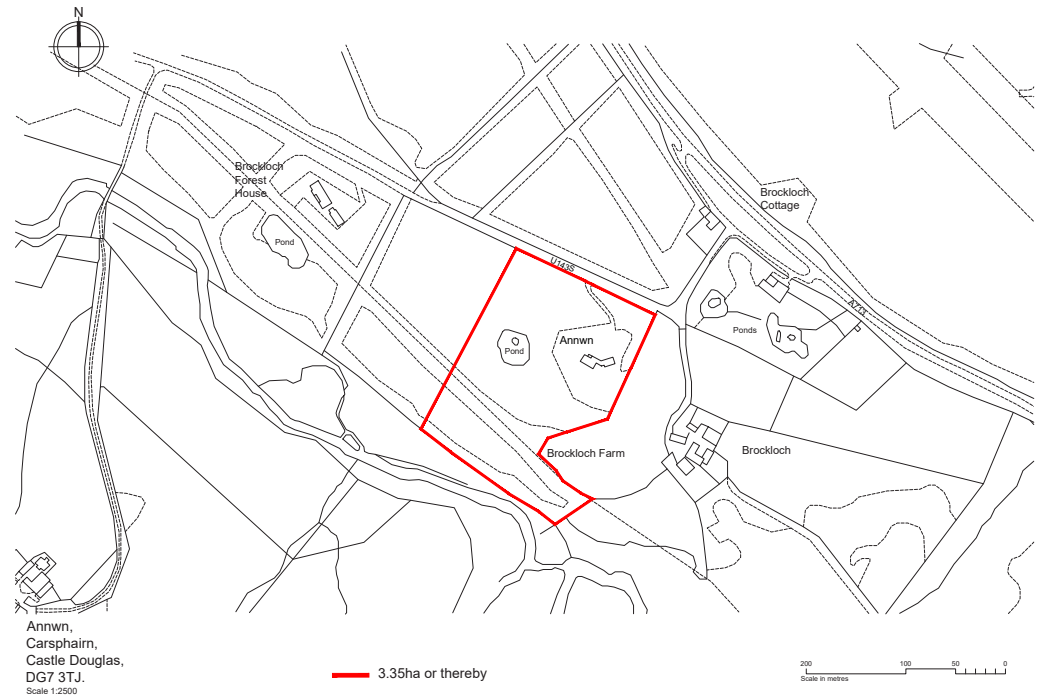 N
Brockloch
Forest
House
Pond
U143S
Brockloch
Cottage
A713
Ponds
Annwn
Pond
Brockloch Farm
Brockloch
Annwn,
Carsphairn,
Castle Douglas,
DG7 3TJ.
Scale 1:2500
3.35ha or thereby
200 100 50 0
Scale in metres